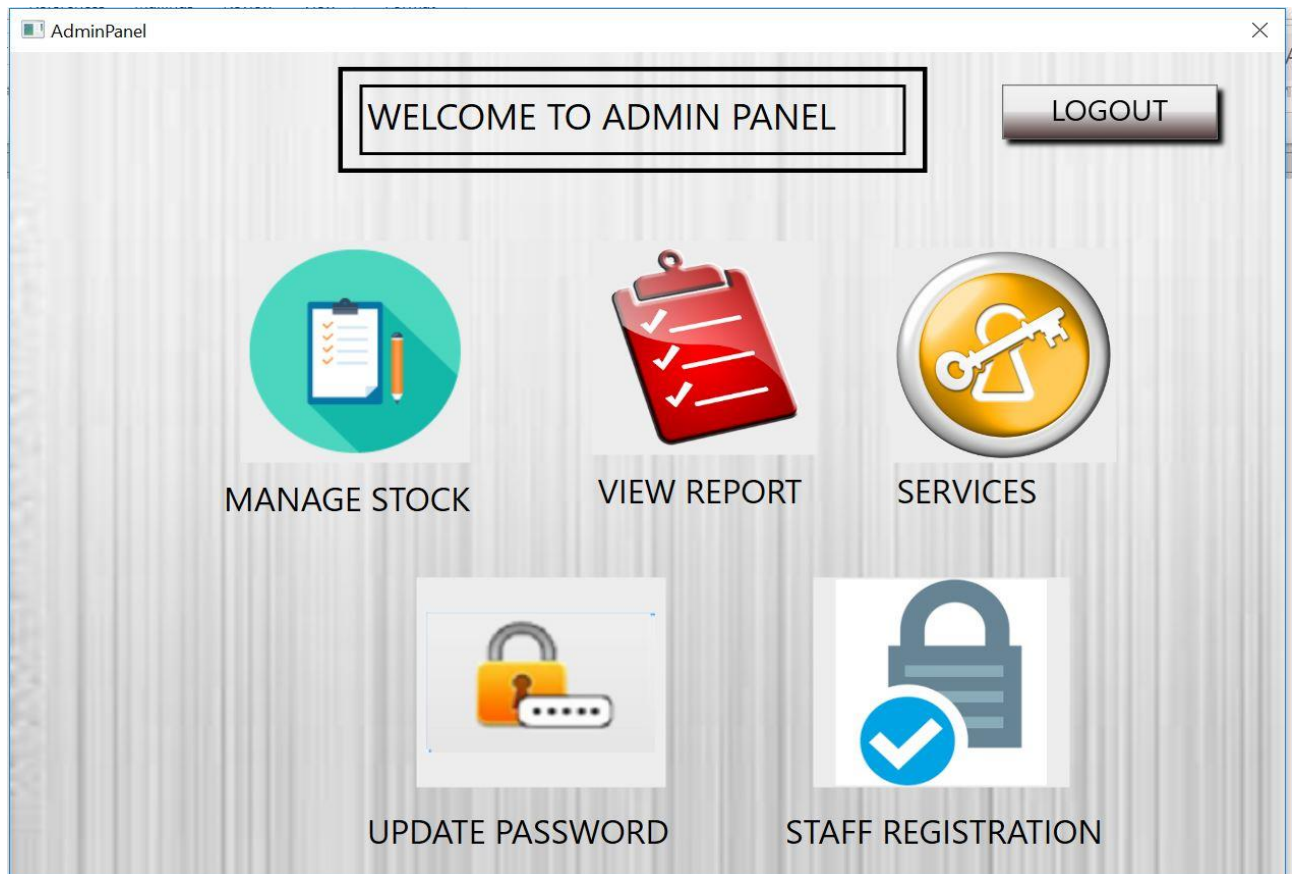 AdminPanel
WELCOME TO ADMIN PANEL
LOGOUT
MANAGE STOCK
VIEW REPORT
SERVICES
UPDATE PASSWORD
STAFF REGISTRATION